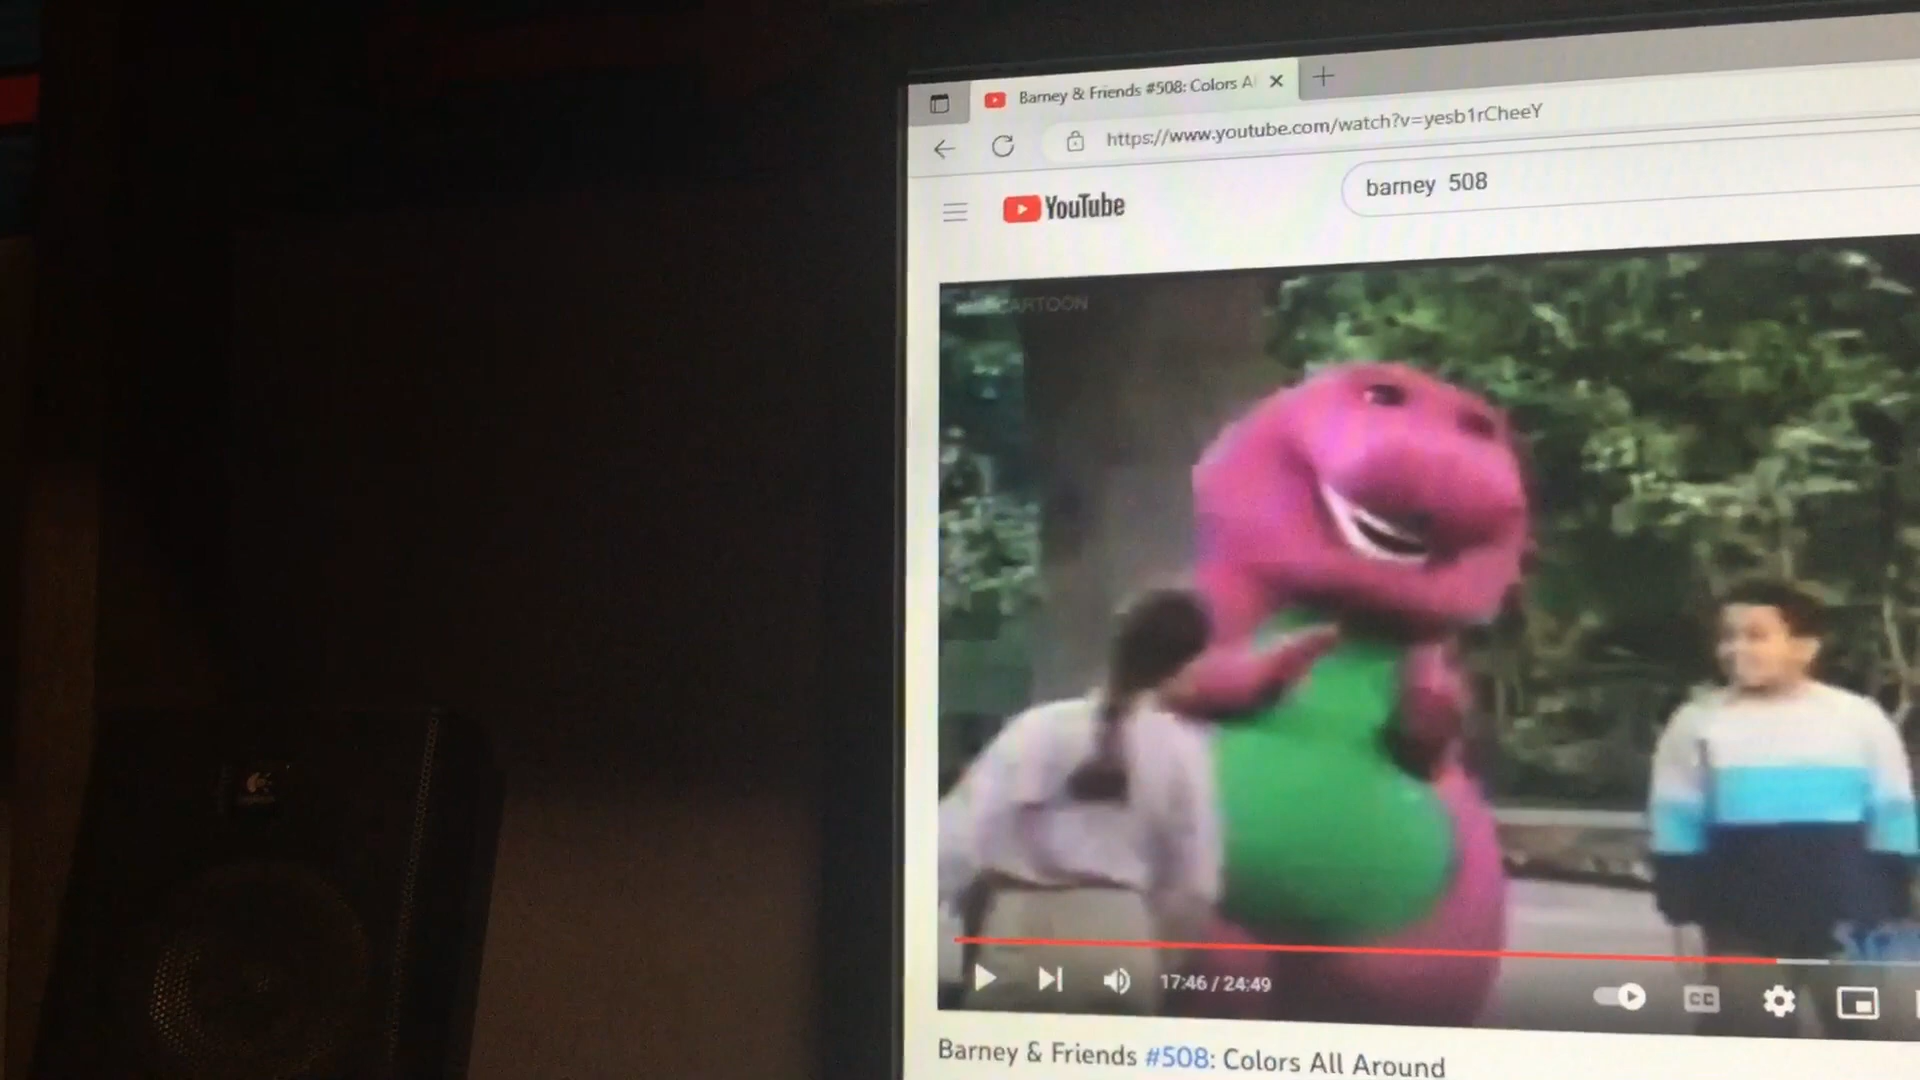 Barney & Friends #508: Colors A
https://www.youtube.com/watch?v=yesb1rCheeY
YouTube
barney 508
CARTOON
17:46 / 24:49
CC
Barney & Friends #508: Colors All Around